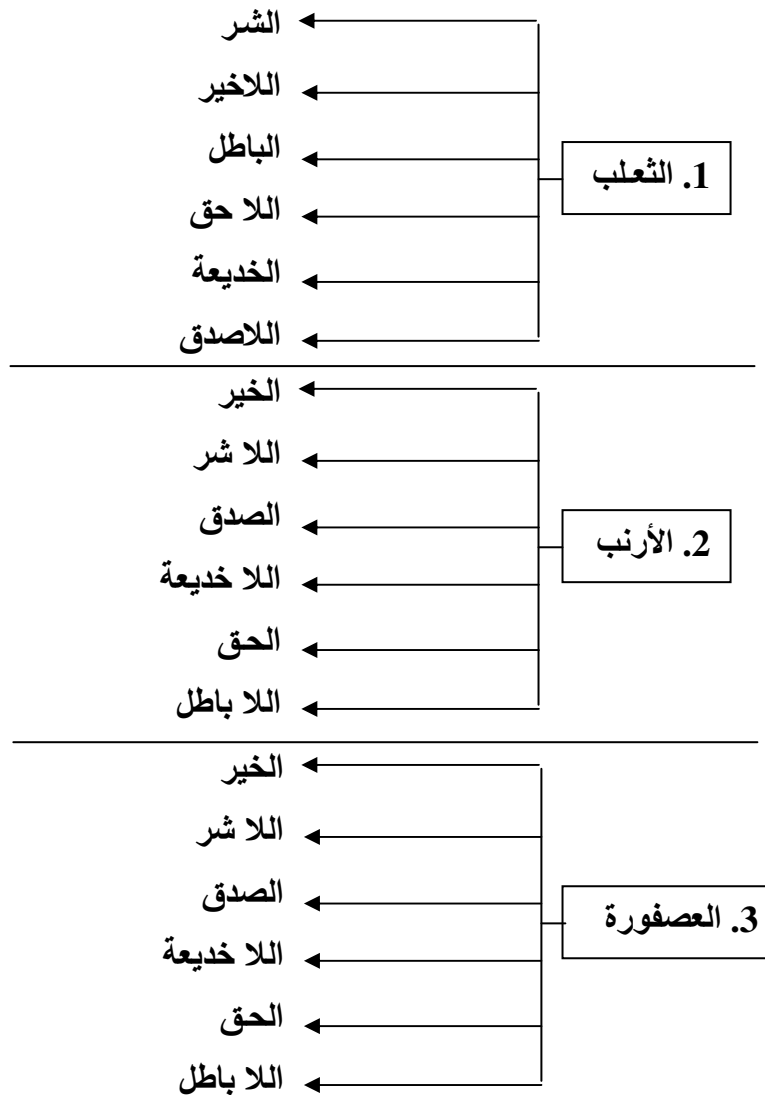 الشر
اللاخير
الباطل
1. الثعلب
اللا حق
الخديعة
اللاصدق
الخير
اللا شر
الصدق
2. الأرنب
اللا خديعة
الحق
اللا باطل
الخير
اللا شر
الصدق
3. العصفورة
اللا خديعة
الحق
اللا باطل